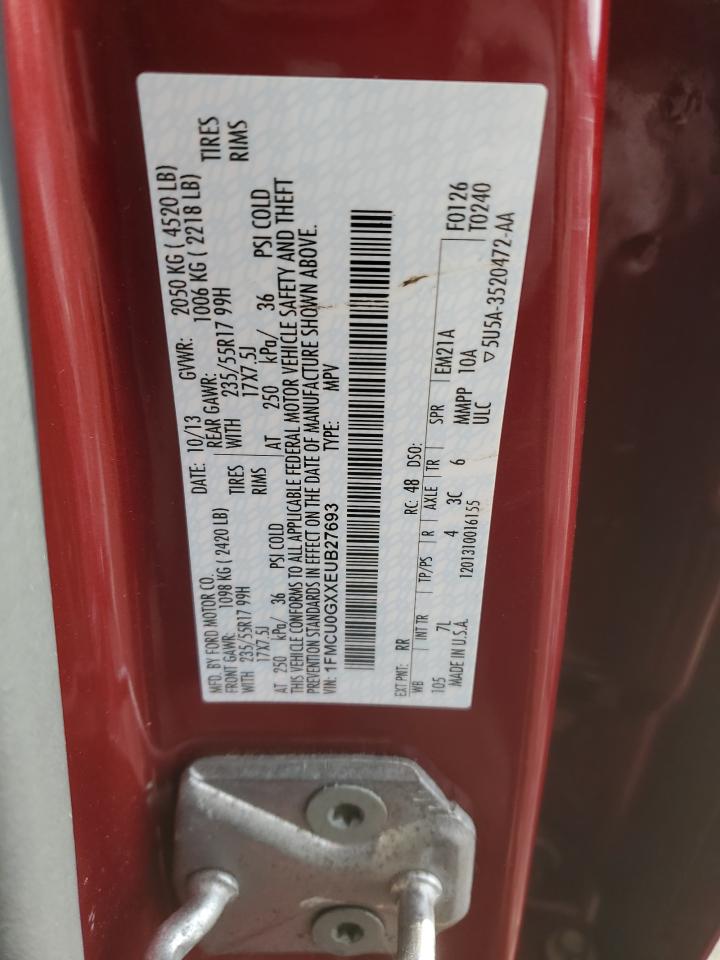 MFD. BY FORD MOTOR CO. DATE: 10/13 GVWR: 2050 KG ( 4520 LB)
FRONT GAWR: 1098 KG ( 2420 LB) REAR GAWR: 1006 KG ( 2218 LB)
WITH 235/55R17 99H TIRES WITH 235/55R17 99H TIRES
17X7.5J RIMS 17X7.5J RIMS
AT 250 kPa/ 36 PSI COLD AT 250 kPa/ 36 PSI COLD
THIS VEHICLE CONFORMS TO ALL APPLICABLE FEDERAL MOTOR VEHICLE SAFETY AND THEFT
PREVENTION STANDARDS IN EFFECT ON THE DATE OF MANUFACTURE SHOWN ABOVE.
VIN: 1FMCU0GXXEUB27693 TYPE: MPV
EXT PNT: RR RC: 48 DSO: F0126
WB INT TR TP/PS R AXLE TR SPR EM21A T0240
105 7L 4 3C 6 MMPP 10A
MADE IN U.S.A. 1201310016155 ULC ▽5U5A-3520472-AA